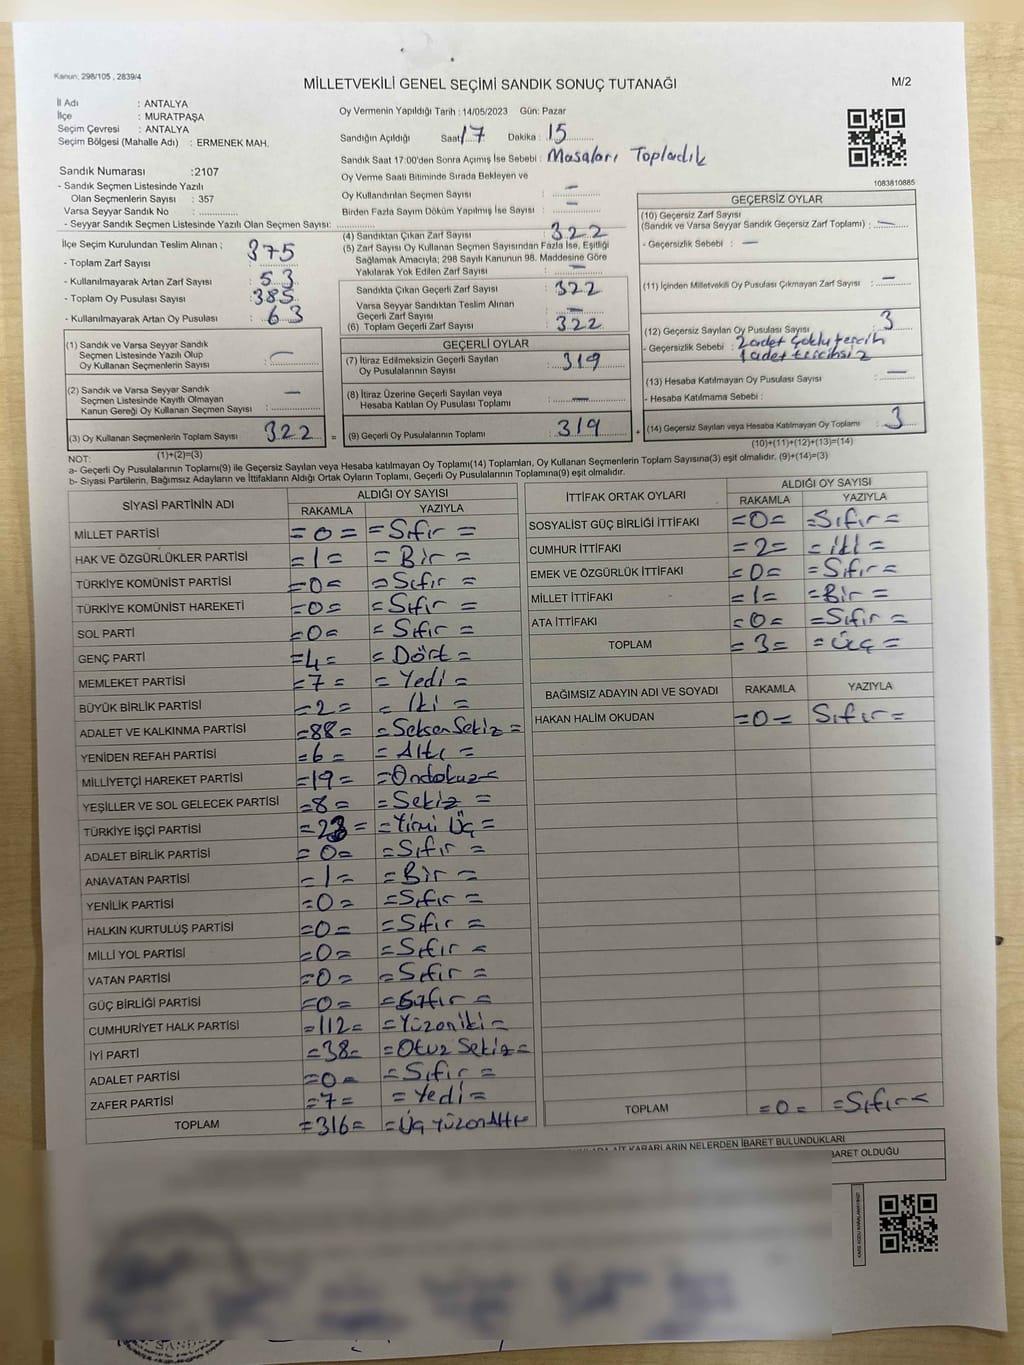 Kanun: 298/105 , 2839/4
MİLLETVEKİLİ GENEL SEÇİMİ SANDIK SONUÇ TUTANAĞI
M/2
İl Adı : ANTALYA
İlçe : MURATPAŞA
Seçim Çevresi : ANTALYA
Seçim Bölgesi (Mahalle Adı) : ERMENEK MAH.
Sandık Numarası :2107
- Sandık Seçmen Listesinde Yazılı
Olan Seçmenlerin Sayısı : 357
Varsa Seyyar Sandık No :
- Seyyar Sandık Seçmen Listesinde Yazılı Olan Seçmen Sayısı:
Oy Vermenin Yapıldığı Tarih : 14/05/2023 Gün: Pazar
Sandığın Açıldığı Saat 17 Dakika : 15
Sandık Saat 17:00'den Sonra Açımış İse Sebebi : Masaları Topladık
Oy Verme Saati Bitiminde Sırada Bekleyen ve
Oy Kullandırılan Seçmen Sayısı : —
Birden Fazla Sayım Döküm Yapılmış İse Sayısı : —
1083810885
İlçe Seçim Kurulundan Teslim Alınan ;
- Toplam Zarf Sayısı : 375
- Kullanılmayarak Artan Zarf Sayısı : 53
- Toplam Oy Pusulası Sayısı : 385
- Kullanılmayarak Artan Oy Pusulası : 63
(4) Sandıktan Çıkan Zarf Sayısı : 322
(5) Zarf Sayısı Oy Kullanan Seçmen Sayısından Fazla İse, Eşitliği
Sağlamak Amacıyla; 298 Sayılı Kanunun 98. Maddesine Göre
Yakılarak Yok Edilen Zarf Sayısı : —
Sandıkta Çıkan Geçerli Zarf Sayısı : 322
Varsa Seyyar Sandıktan Teslim Alınan
Geçerli Zarf Sayısı : —
(6) Toplam Geçerli Zarf Sayısı : 322
GEÇERSİZ OYLAR
(10) Geçersiz Zarf Sayısı
(Sandık ve Varsa Seyyar Sandık Geçersiz Zarf Toplamı) : —
- Geçersizlik Sebebi : —
(11) İçinden Milletvekili Oy Pusulası Çıkmayan Zarf Sayısı : —
(12) Geçersiz Sayılan Oy Pusulası Sayısı : 3
- Geçersizlik Sebebi : 2 adet Çoklu tercih
1 adet tercihsiz
(13) Hesaba Katılmayan Oy Pusulası Sayısı : —
- Hesaba Katılmama Sebebi :
(14) Geçersiz Sayılan veya Hesaba Katılmayan Oy Toplamı : 3
(10)+(11)+(12)+(13)=(14)
(1) Sandık ve Varsa Seyyar Sandık
Seçmen Listesinde Yazılı Olup
Oy Kullanan Seçmenlerin Sayısı : —
(2) Sandık ve Varsa Seyyar Sandık
Seçmen Listesinde Kayıtlı Olmayan
Kanun Gereği Oy Kullanan Seçmen Sayısı : —
(3) Oy Kullanan Seçmenlerin Toplam Sayısı 322 =
(1)+(2)=(3)
GEÇERLİ OYLAR
(7) İtiraz Edilmeksizin Geçerli Sayılan
Oy Pusulalarının Sayısı : 319
(8) İtiraz Üzerine Geçerli Sayılan veya
Hesaba Katılan Oy Pusulası Toplamı : —
(9) Geçerli Oy Pusulalarının Toplamı : 319 +
NOT:
a- Geçerli Oy Pusulalarının Toplamı(9) ile Geçersiz Sayılan veya Hesaba katılmayan Oy Toplamı(14) Toplamları, Oy Kullanan Seçmenlerin Toplam Sayısına(3) eşit olmalıdır. (9)+(14)=(3)
b- Siyasi Partilerin, Bağımsız Adayların ve İttifakların Aldığı Ortak Oyların Toplamı, Geçerli Oy Pusulalarının Toplamına(9) eşit olmalıdır.
SİYASİ PARTİNİN ADI ALDIĞI OY SAYISI
RAKAMLA YAZIYLA
MİLLET PARTİSİ =0= =Sıfır=
HAK VE ÖZGÜRLÜKLER PARTİSİ =1= =Bir=
TÜRKİYE KOMÜNİST PARTİSİ =0= =Sıfır=
TÜRKİYE KOMÜNİST HAREKETİ =0= =Sıfır=
SOL PARTİ =0= =Sıfır=
GENÇ PARTİ =4= =Dört=
MEMLEKET PARTİSİ =7= =Yedi=
BÜYÜK BİRLİK PARTİSİ =2= =İki=
ADALET VE KALKINMA PARTİSİ =88= =Seksen Sekiz=
YENİDEN REFAH PARTİSİ =6= =Altı=
MİLLİYETÇİ HAREKET PARTİSİ =19= =Ondokuz=
YEŞİLLER VE SOL GELECEK PARTİSİ =8= =Sekiz=
TÜRKİYE İŞÇİ PARTİSİ =23= =Yirmi Üç=
ADALET BİRLİK PARTİSİ =0= =Sıfır=
ANAVATAN PARTİSİ =1= =Bir=
YENİLİK PARTİSİ =0= =Sıfır=
HALKIN KURTULUŞ PARTİSİ =0= =Sıfır=
MİLLİ YOL PARTİSİ =0= =Sıfır=
VATAN PARTİSİ =0= =Sıfır=
GÜÇ BİRLİĞİ PARTİSİ =0= =Sıfır=
CUMHURİYET HALK PARTİSİ =112= =Yüzoniki=
İYİ PARTİ =38= =Otuz Sekiz=
ADALET PARTİSİ =0= =Sıfır=
ZAFER PARTİSİ =7= =Yedi=
TOPLAM =316= =Üç Yüzon Altı=
İTTİFAK ORTAK OYLARI ALDIĞI OY SAYISI
RAKAMLA YAZIYLA
SOSYALİST GÜÇ BİRLİĞİ İTTİFAKI =0= =Sıfır=
CUMHUR İTTİFAKI =2= =iki=
EMEK VE ÖZGÜRLÜK İTTİFAKI =0= =Sıfır=
MİLLET İTTİFAKI =1= =Bir=
ATA İTTİFAKI =0= =Sıfır=
TOPLAM =3= =Üç=
BAĞIMSIZ ADAYIN ADI VE SOYADI RAKAMLA YAZIYLA
HAKAN HALİM OKUDAN =0= Sıfır=
TOPLAM =0= =Sıfır=
KARARLARIN NELERDEN İBARET BULUNDUKLARI
İBARET OLDUĞU